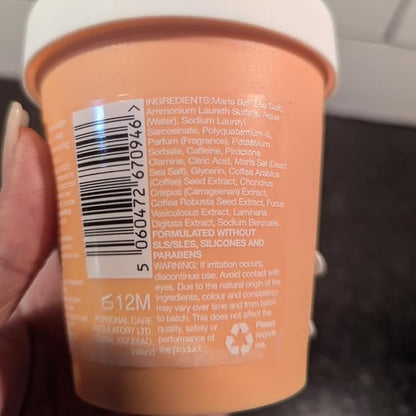 INGREDIENTS: Maris Sal (Sea Salt),
Ammonium Laureth Sulfate, Aqua
(Water), Sodium Lauroyl
Sarcosinate, Polyquaternium-6,
Parfum (Fragrance), Potassium
Sorbate, Caffeine, Piroctone
Olamine, Citric Acid, Maris Sal (Dead
Sea Salt), Glycerin, Coffea Arabica
(Coffee) Seed Extract, Chondrus
Crispus (Carrageenan) Extract,
Coffea Robusta Seed Extract, Fucus
Vesiculosus Extract, Laminaria
Digitata Extract, Sodium Benzoate.
FORMULATED WITHOUT
SLS/SLES, SILICONES AND
PARABENS
WARNING: If irritation occurs,
discontinue use. Avoid contact with
eyes. Due to the natural origin of the
ingredients, colour and consistency
may vary over time and from batch
to batch. This does not affect the
quality, safety or
performance of
the product.
Please
recycle
me.
5 060472 670946 >
12M
PERSONAL CARE
REGULATORY LTD
Ireland